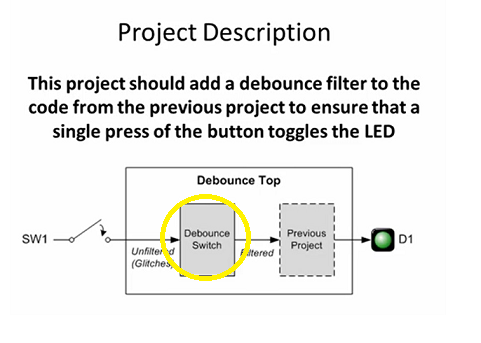 Project Description
This project should add a debounce filter to the
code from the previous project to ensure that a
single press of the button toggles the LED
Debounce Top
SW1
Debounce
Switch
Previous
Project
D1
Unfiltered
(Glitches)
Filtered